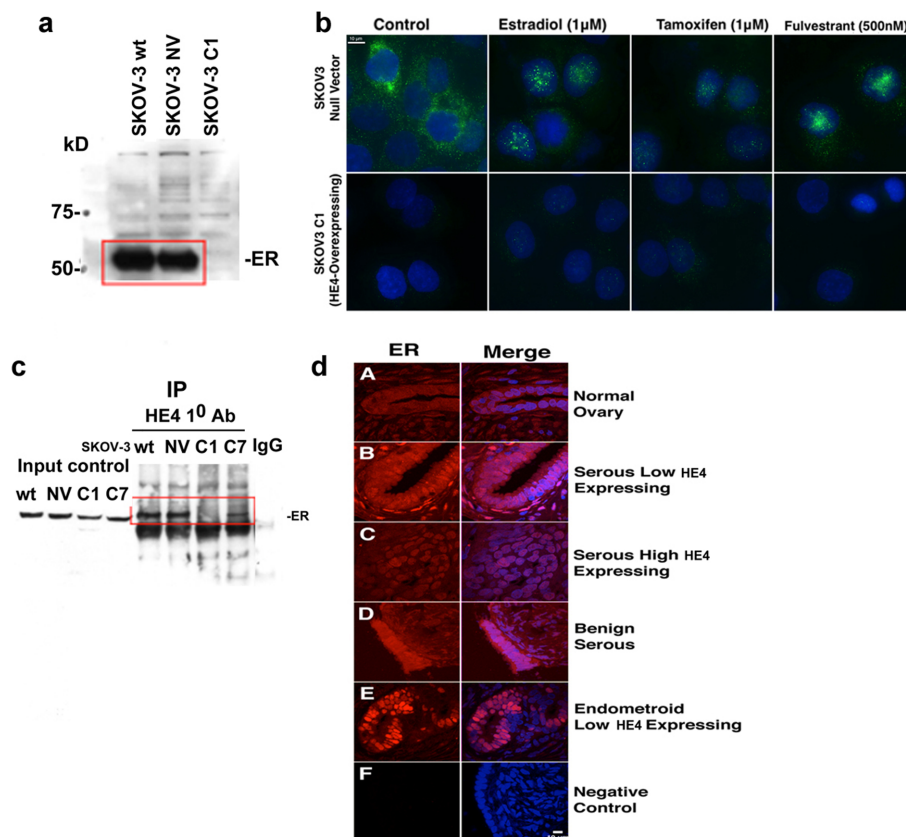 a
SKOV-3 wt
SKOV-3 NV
SKOV-3 C1
kD
75-
50-
-ER
b
Control
Estradiol (1µM)
Tamoxifen (1µM)
Fulvestrant (500nM)
10 µm
SKOV3
Null Vector
SKOV3 C1
(HE4-Overexpressing)
c
IP
HE4 1⁰ Ab
SKOV-3 wt NV C1 C7 IgG
Input control
wt NV C1 C7
-ER
d
ER
Merge
A
Normal
Ovary
B
Serous Low HE4
Expressing
C
Serous High HE4
Expressing
D
Benign
Serous
E
Endometroid
Low HE4 Expressing
F
Negative
Control